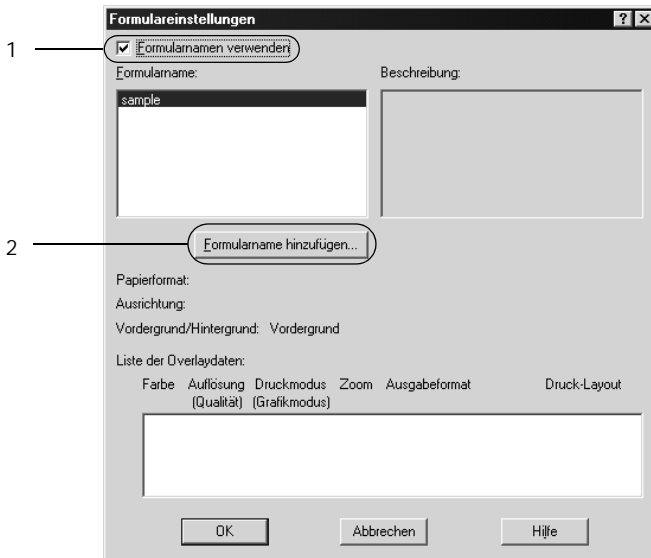 Formulareinstellungen
1
Formularnamen verwenden
Formularname: Beschreibung:
sample
2
Formularname hinzufügen...
Papierformat:
Ausrichtung:
Vordergrund/Hintergrund: Vordergrund
Liste der Overlaydaten:
Farbe Auflösung Druckmodus Zoom Ausgabeformat Druck-Layout
(Qualität) (Grafikmodus)
OK Abbrechen Hilfe